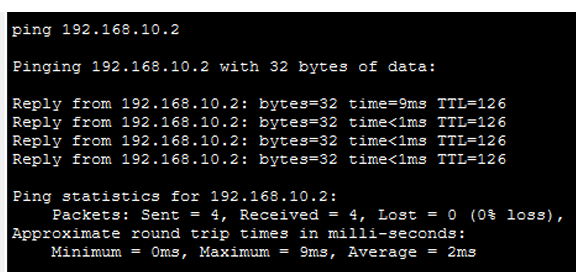 ping 192.168.10.2
Pinging 192.168.10.2 with 32 bytes of data:
Reply from 192.168.10.2: bytes=32 time=9ms TTL=126
Reply from 192.168.10.2: bytes=32 time<1ms TTL=126
Reply from 192.168.10.2: bytes=32 time<1ms TTL=126
Reply from 192.168.10.2: bytes=32 time<1ms TTL=126
Ping statistics for 192.168.10.2:
Packets: Sent = 4, Received = 4, Lost = 0 (0% loss),
Approximate round trip times in milli-seconds:
Minimum = 0ms, Maximum = 9ms, Average = 2ms